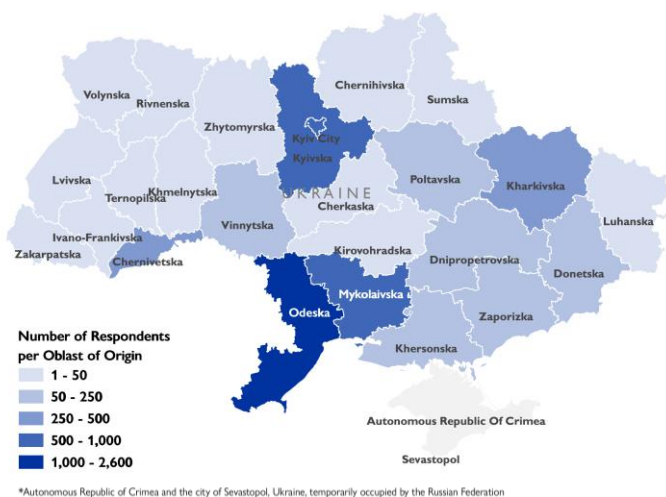 Volynska
Rivnenska
Chernihivska
Sumska
Zhytomyrska
Kyiv City
Kyivska
Lvivska
Ternopilska
Khmelnytska
UKRAINE
Cherkaska
Poltavska
Kharkivska
Luhanska
Ivano-Frankivska
Zakarpatska
Chernivetska
Vinnytska
Kirovohradska
Dnipropetrovska
Donetska
Odeska
Mykolaivska
Zaporizka
Khersonska
Autonomous Republic Of Crimea
Sevastopol
Number of Respondents
per Oblast of Origin
1 - 50
50 - 250
250 - 500
500 - 1,000
1,000 - 2,600
*Autonomous Republic of Crimea and the city of Sevastopol, Ukraine, temporarily occupied by the Russian Federation